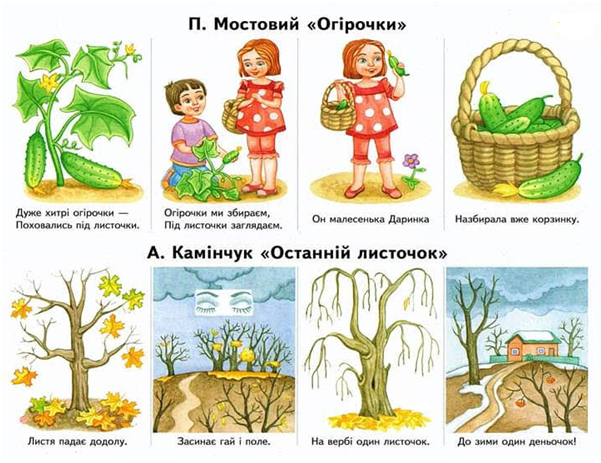 П. Мостовий «Огірочки»
Дуже хитрі огірочки —
Поховались під листочки.
Огірочки ми збираєм,
Під листочки заглядаєм.
Он малесенька Даринка
Назбирала вже корзинку.
А. Камінчук «Останній листочок»
Листя падає додолу.
Засинає гай і поле.
На вербі один листочок.
До зими один деньочок!